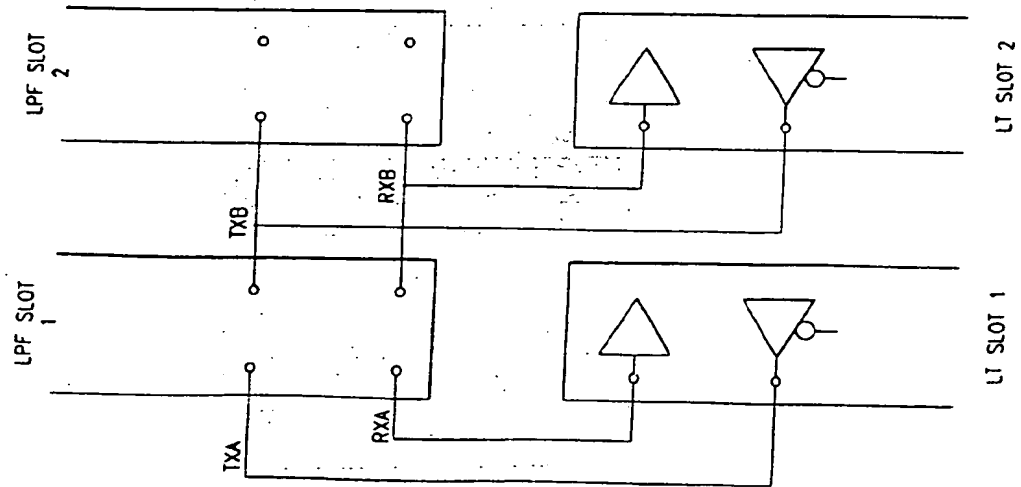 LPF SLOT
2
TXB
RXB
LT SLOT 2
LPF SLOT
1
TXA
RXA
LT SLOT 1